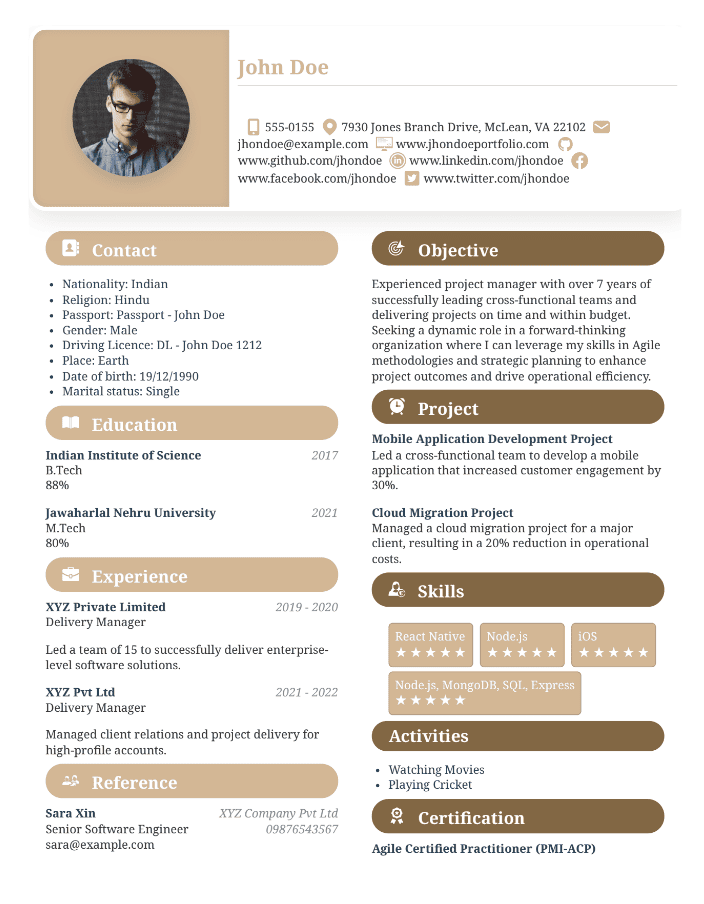 John Doe
555-0155 7930 Jones Branch Drive, McLean, VA 22102
jhondoe@example.com www.jhondoeportfolio.com
www.github.com/jhondoe www.linkedin.com/jhondoe
www.facebook.com/jhondoe www.twitter.com/jhondoe
Contact
• Nationality: Indian
• Religion: Hindu
• Passport: Passport - John Doe
• Gender: Male
• Driving Licence: DL - John Doe 1212
• Place: Earth
• Date of birth: 19/12/1990
• Marital status: Single
Education
Indian Institute of Science 2017
B.Tech
88%
Jawaharlal Nehru University 2021
M.Tech
80%
Experience
XYZ Private Limited 2019 - 2020
Delivery Manager
Led a team of 15 to successfully deliver enterprise-
level software solutions.
XYZ Pvt Ltd 2021 - 2022
Delivery Manager
Managed client relations and project delivery for
high-profile accounts.
Reference
Sara Xin XYZ Company Pvt Ltd
Senior Software Engineer 09876543567
sara@example.com
Objective
Experienced project manager with over 7 years of
successfully leading cross-functional teams and
delivering projects on time and within budget.
Seeking a dynamic role in a forward-thinking
organization where I can leverage my skills in Agile
methodologies and strategic planning to enhance
project outcomes and drive operational efficiency.
Project
Mobile Application Development Project
Led a cross-functional team to develop a mobile
application that increased customer engagement by
30%.
Cloud Migration Project
Managed a cloud migration project for a major
client, resulting in a 20% reduction in operational
costs.
Skills
React Native Node.js iOS
★★★★★ ★★★★★ ★★★★★
Node.js, MongoDB, SQL, Express
★★★★★
Activities
• Watching Movies
• Playing Cricket
Certification
Agile Certified Practitioner (PMI-ACP)